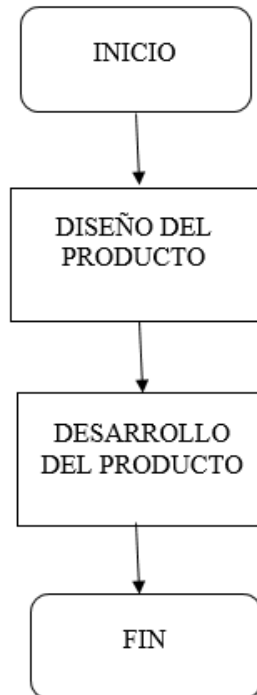 INICIO
DISEÑO DEL
PRODUCTO
DESARROLLO
DEL PRODUCTO
FIN